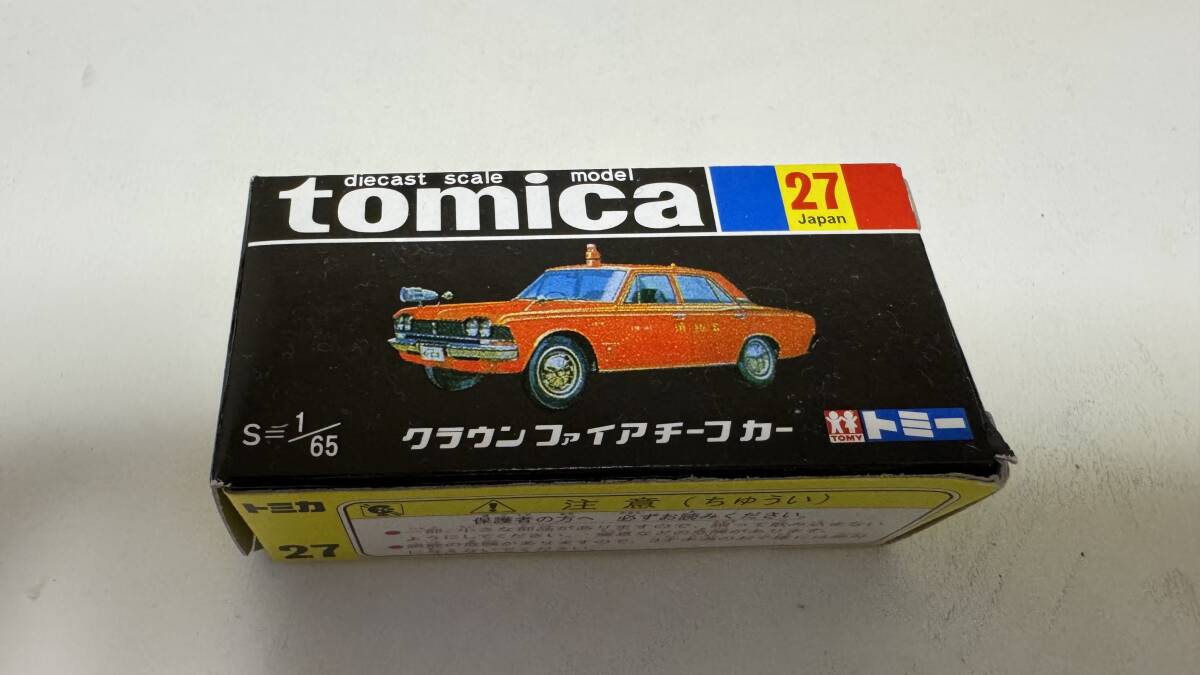 diecast scale model
tomica
27
Japan
S≒1/65
クラウン ファイアチーフ カー
TOMY
トミー
トミカ
27
注意(ちゅうい)
保護者の方へ 必ずお読みください。